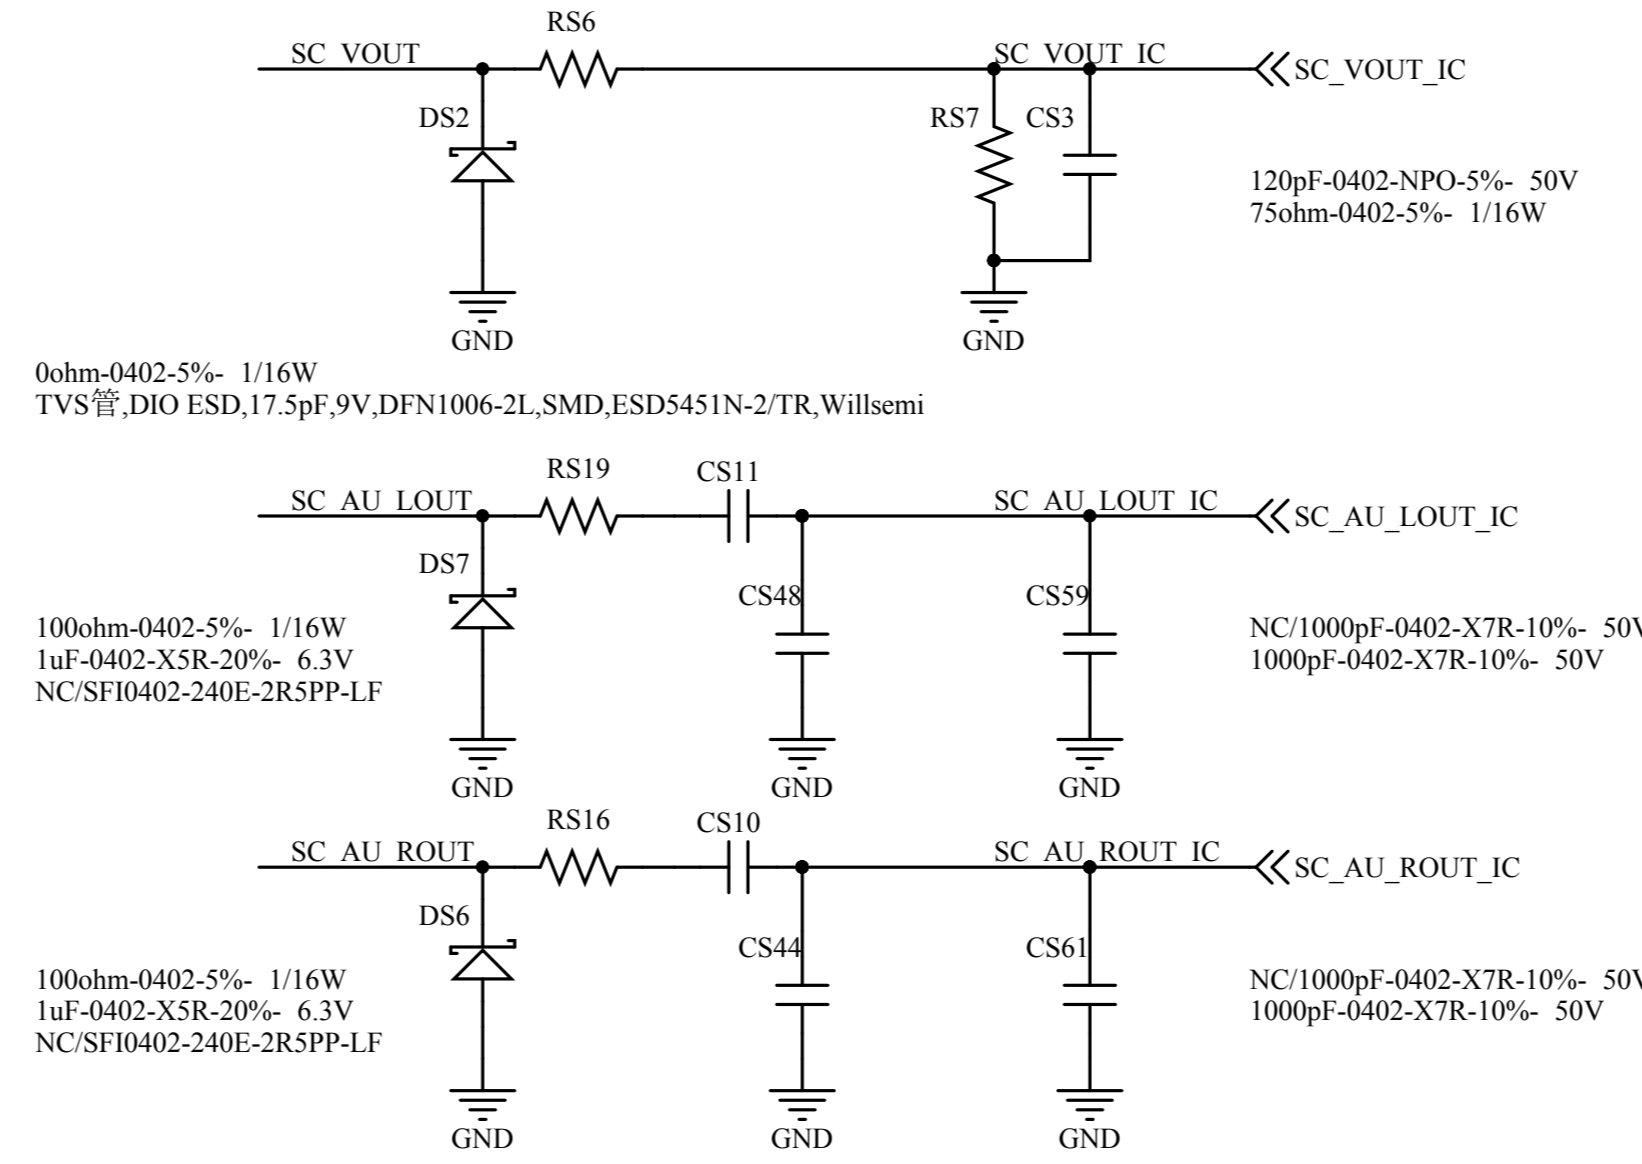 RS6
SC_VOUT
SC_VOUT_IC
SC_VOUT_IC
DS2
RS7
CS3
120pF-0402-NPO-5%- 50V
75ohm-0402-5%- 1/16W
GND
GND
0ohm-0402-5%- 1/16W
TVS管,DIO ESD,17.5pF,9V,DFN1006-2L,SMD,ESD5451N-2/TR,Willsemi
RS19
CS11
SC_AU_LOUT
SC_AU_LOUT_IC
SC_AU_LOUT_IC
DS7
CS48
CS59
100ohm-0402-5%- 1/16W
1uF-0402-X5R-20%- 6.3V
NC/SFI0402-240E-2R5PP-LF
NC/1000pF-0402-X7R-10%- 50V
1000pF-0402-X7R-10%- 50V
GND
GND
GND
RS16
CS10
SC_AU_ROUT
SC_AU_ROUT_IC
SC_AU_ROUT_IC
DS6
CS44
CS61
100ohm-0402-5%- 1/16W
1uF-0402-X5R-20%- 6.3V
NC/SFI0402-240E-2R5PP-LF
NC/1000pF-0402-X7R-10%- 50V
1000pF-0402-X7R-10%- 50V
GND
GND
GND